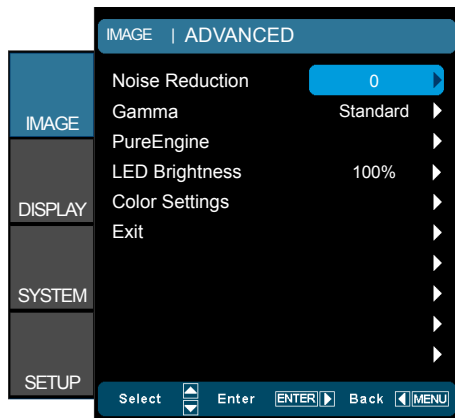 IMAGE | ADVANCED
IMAGE
DISPLAY
SYSTEM
SETUP
Noise Reduction 0
Gamma Standard
PureEngine
LED Brightness 100%
Color Settings
Exit
Select Enter ENTER Back MENU